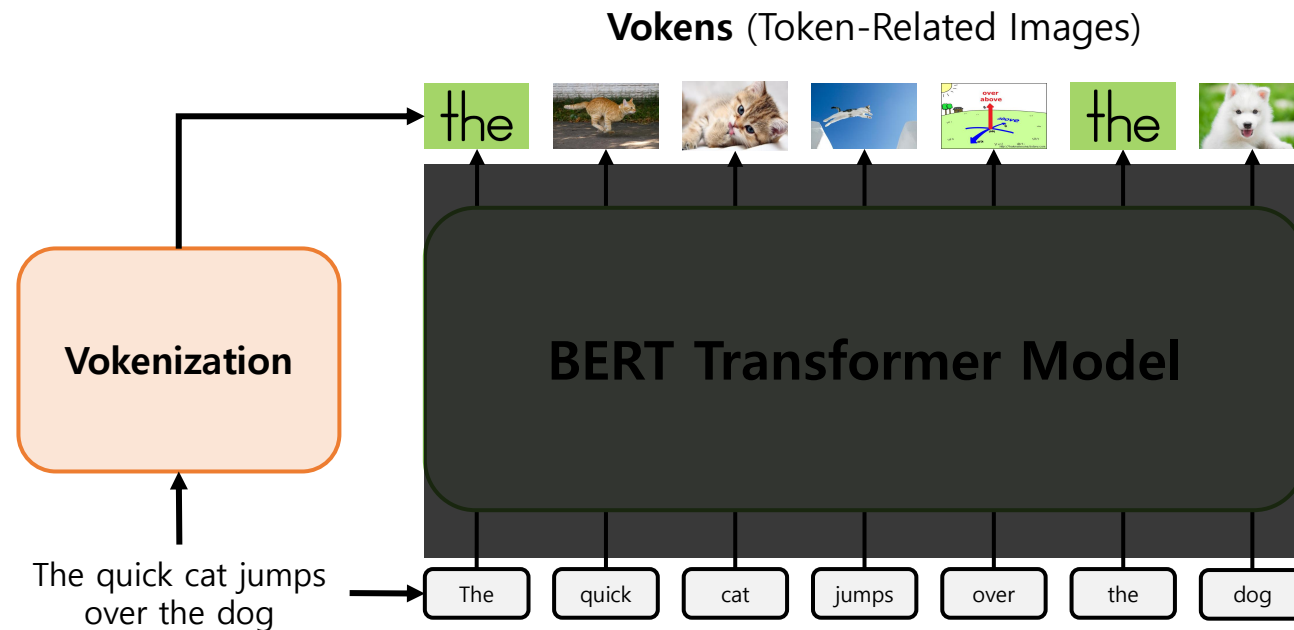 Vokens (Token-Related Images)
the
over
above
above
the
Vokenization
BERT Transformer Model
The quick cat jumps
over the dog
The
quick
cat
jumps
over
the
dog